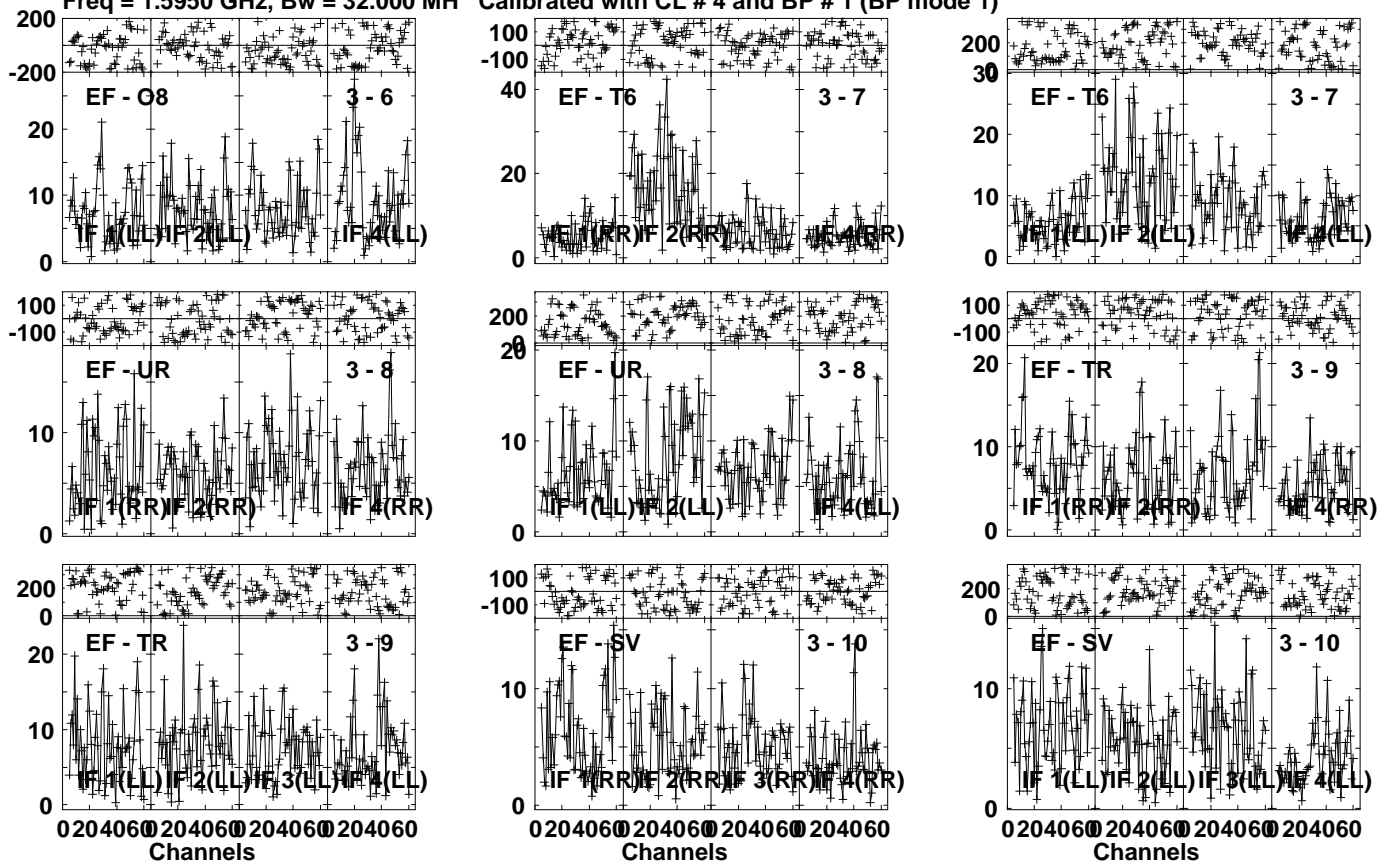 Freq = 1.5950 GHz, Bw = 32.000 MH Calibrated with CL # 4 and BP # 1 (BP mode 1)
200
-200
EF - O8 3 - 6
20
10
0
IF 1(LL) IF 2(LL) IF 4(LL)
100
-100
EF - T6 3 - 7
40
20
0
IF 1(RR) IF 2(RR) IF 4(RR)
200
0
30
EF - T6 3 - 7
20
10
0
IF 1(LL) IF 2(LL) IF 4(LL)
100
-100
EF - UR 3 - 8
10
0
IF 1(RR) IF 2(RR) IF 4(RR)
200
0
20
EF - UR 3 - 8
10
0
IF 1(LL) IF 2(LL) IF 4(LL)
100
-100
EF - TR 3 - 9
20
10
0
IF 1(RR) IF 2(RR) IF 4(RR)
200
0
EF - TR 3 - 9
20
10
0
IF 1(LL) IF 2(LL) IF 3(LL) IF 4(LL)
0 20 40 60 0 20 40 60 0 20 40 60 0 20 40 60
Channels
100
-100
EF - SV 3 - 10
10
0
IF 1(RR) IF 2(RR) IF 3(RR) IF 4(RR)
0 20 40 60 0 20 40 60 0 20 40 60 0 20 40 60
Channels
200
0
EF - SV 3 - 10
10
0
IF 1(LL) IF 2(LL) IF 3(LL) IF 4(LL)
0 20 40 60 0 20 40 60 0 20 40 60 0 20 40 60
Channels